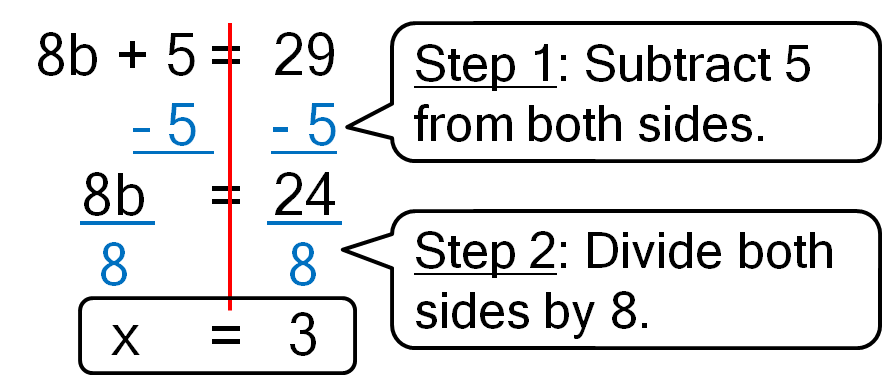 8b + 5 = 29
- 5 - 5
8b = 24
8 8
x = 3
Step 1: Subtract 5
from both sides.
Step 2: Divide both
sides by 8.